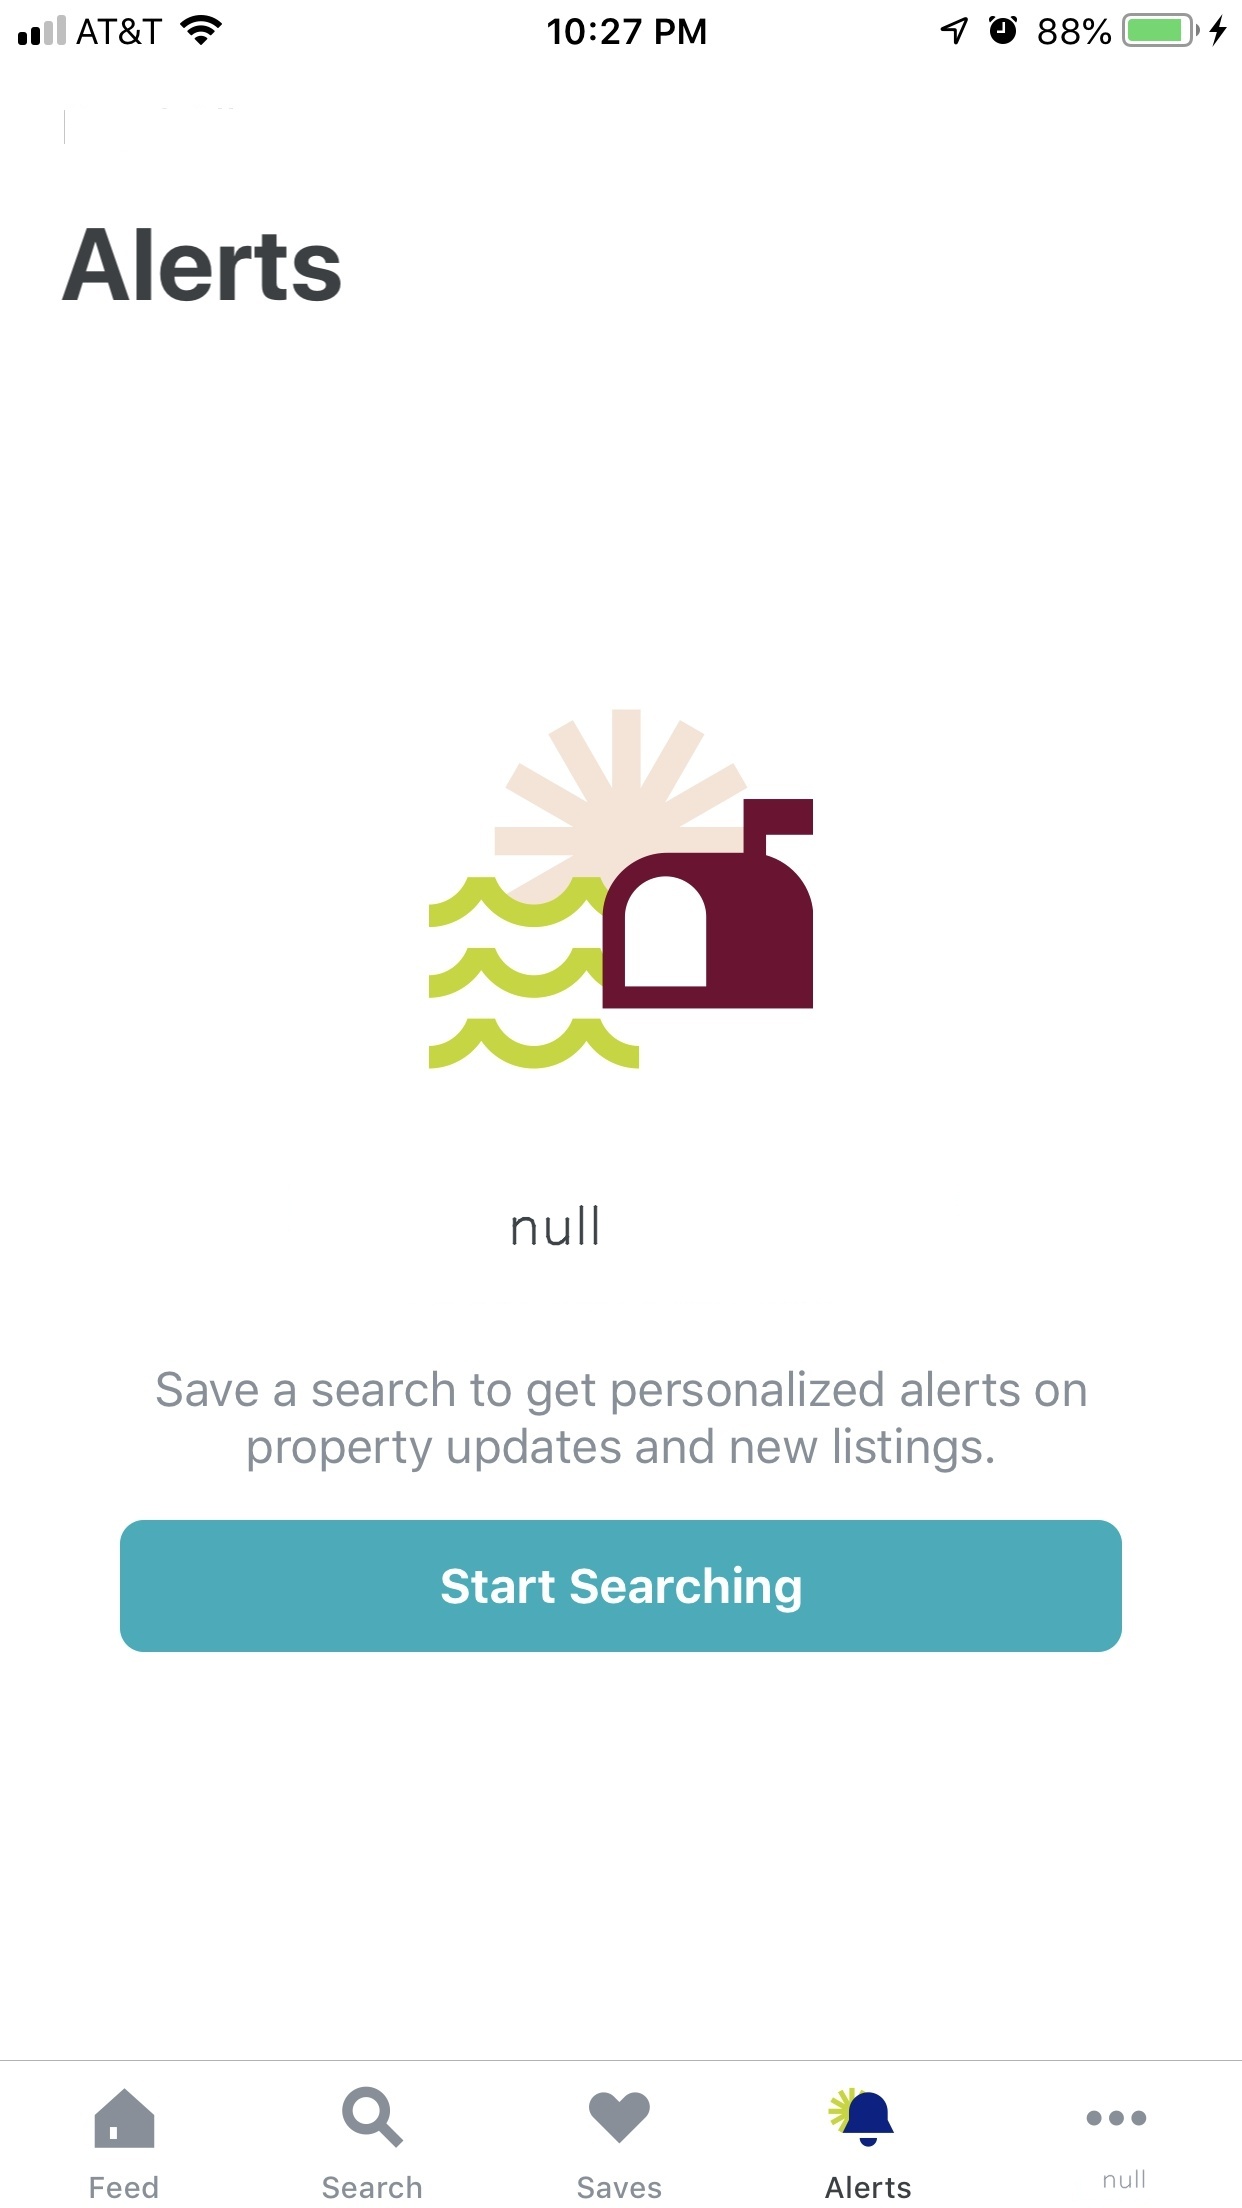 AT&T 10:27 PM 88%
Alerts
null
Save a search to get personalized alerts on
property updates and new listings.
Start Searching
Feed Search Saves Alerts null